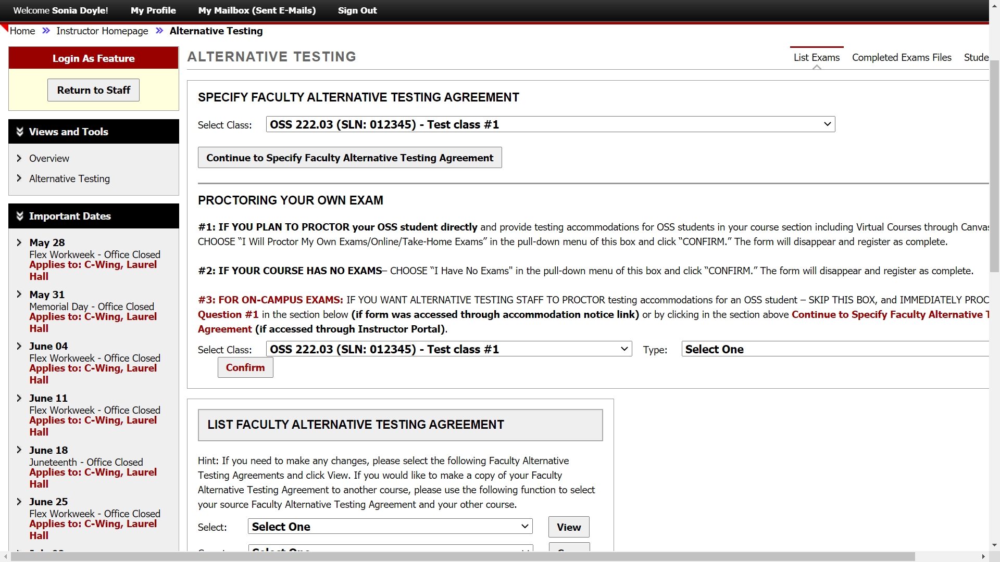 Welcome Sonia Doyle! My Profile My Mailbox (Sent E-Mails) Sign Out
Home Instructor Homepage Alternative Testing
Login As Feature
Return to Staff
Views and Tools
Overview
Alternative Testing
Important Dates
May 28
Flex Workweek - Office Closed
Applies to: C-Wing, Laurel
Hall
May 31
Memorial Day - Office Closed
Applies to: C-Wing, Laurel
Hall
June 04
Flex Workweek - Office Closed
Applies to: C-Wing, Laurel
Hall
June 11
Flex Workweek - Office Closed
Applies to: C-Wing, Laurel
Hall
June 18
Juneteenth - Office Closed
Applies to: C-Wing, Laurel
Hall
June 25
Flex Workweek - Office Closed
Applies to: C-Wing, Laurel
Hall
ALTERNATIVE TESTING
List Exams Completed Exams Files Stude
SPECIFY FACULTY ALTERNATIVE TESTING AGREEMENT
Select Class: OSS 222.03 (SLN: 012345) - Test class #1
Continue to Specify Faculty Alternative Testing Agreement
PROCTORING YOUR OWN EXAM
#1: IF YOU PLAN TO PROCTOR your OSS student directly and provide testing accommodations for OSS students in your course section including Virtual Courses through Canvas
CHOOSE “I Will Proctor My Own Exams/Online/Take-Home Exams” in the pull-down menu of this box and click “CONFIRM.” The form will disappear and register as complete.
#2: IF YOUR COURSE HAS NO EXAMS– CHOOSE “I Have No Exams" in the pull-down menu of this box and click “CONFIRM.” The form will disappear and register as complete.
#3: FOR ON-CAMPUS EXAMS: IF YOU WANT ALTERNATIVE TESTING STAFF TO PROCTOR testing accommodations for an OSS student – SKIP THIS BOX, and IMMEDIATELY PROC
Question #1 in the section below (if form was accessed through accommodation notice link) or by clicking in the section above Continue to Specify Faculty Alternative T
Agreement (if accessed through Instructor Portal).
Select Class: OSS 222.03 (SLN: 012345) - Test class #1 Type: Select One
Confirm
LIST FACULTY ALTERNATIVE TESTING AGREEMENT
Hint: If you need to make any changes, please select the following Faculty Alternative
Testing Agreements and click View. If you would like to make a copy of your Faculty
Alternative Testing Agreement to another course, please use the following function to select
your source Faculty Alternative Testing Agreement and your other course.
Select: Select One View
Select One